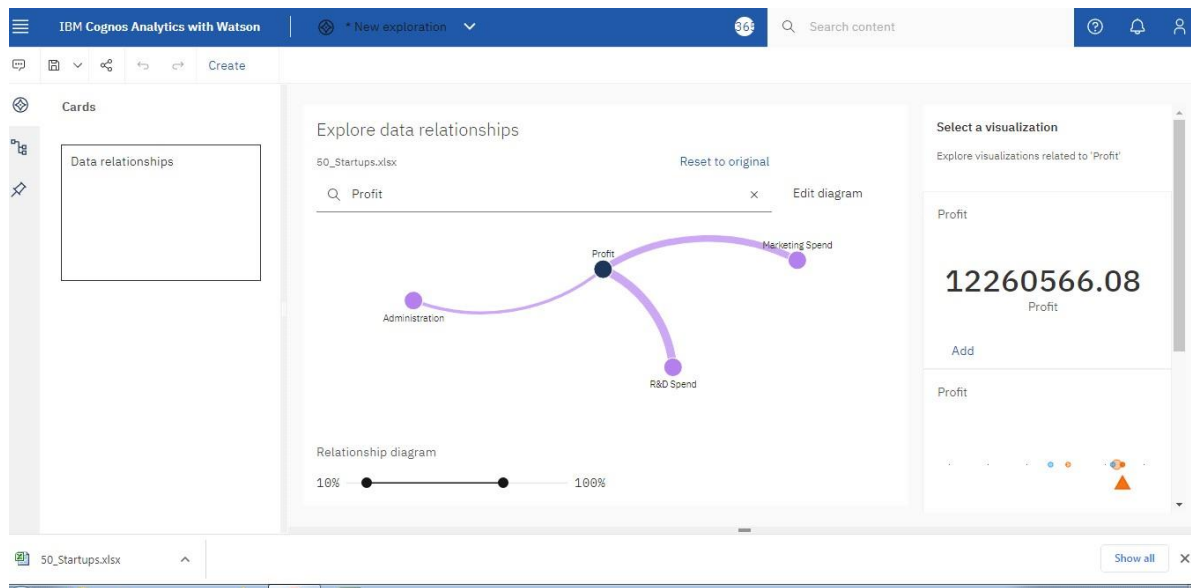 IBM Cognos Analytics with Watson
* New exploration
365
Search content
Create
Cards
Data relationships
Explore data relationships
50_Startups.xlsx
Reset to original
Profit
Edit diagram
Profit
Marketing Spend
Administration
R&D Spend
Relationship diagram
10%
100%
Select a visualization
Explore visualizations related to 'Profit'
Profit
12260566.08
Profit
Add
Profit
50_Startups.xlsx
Show all